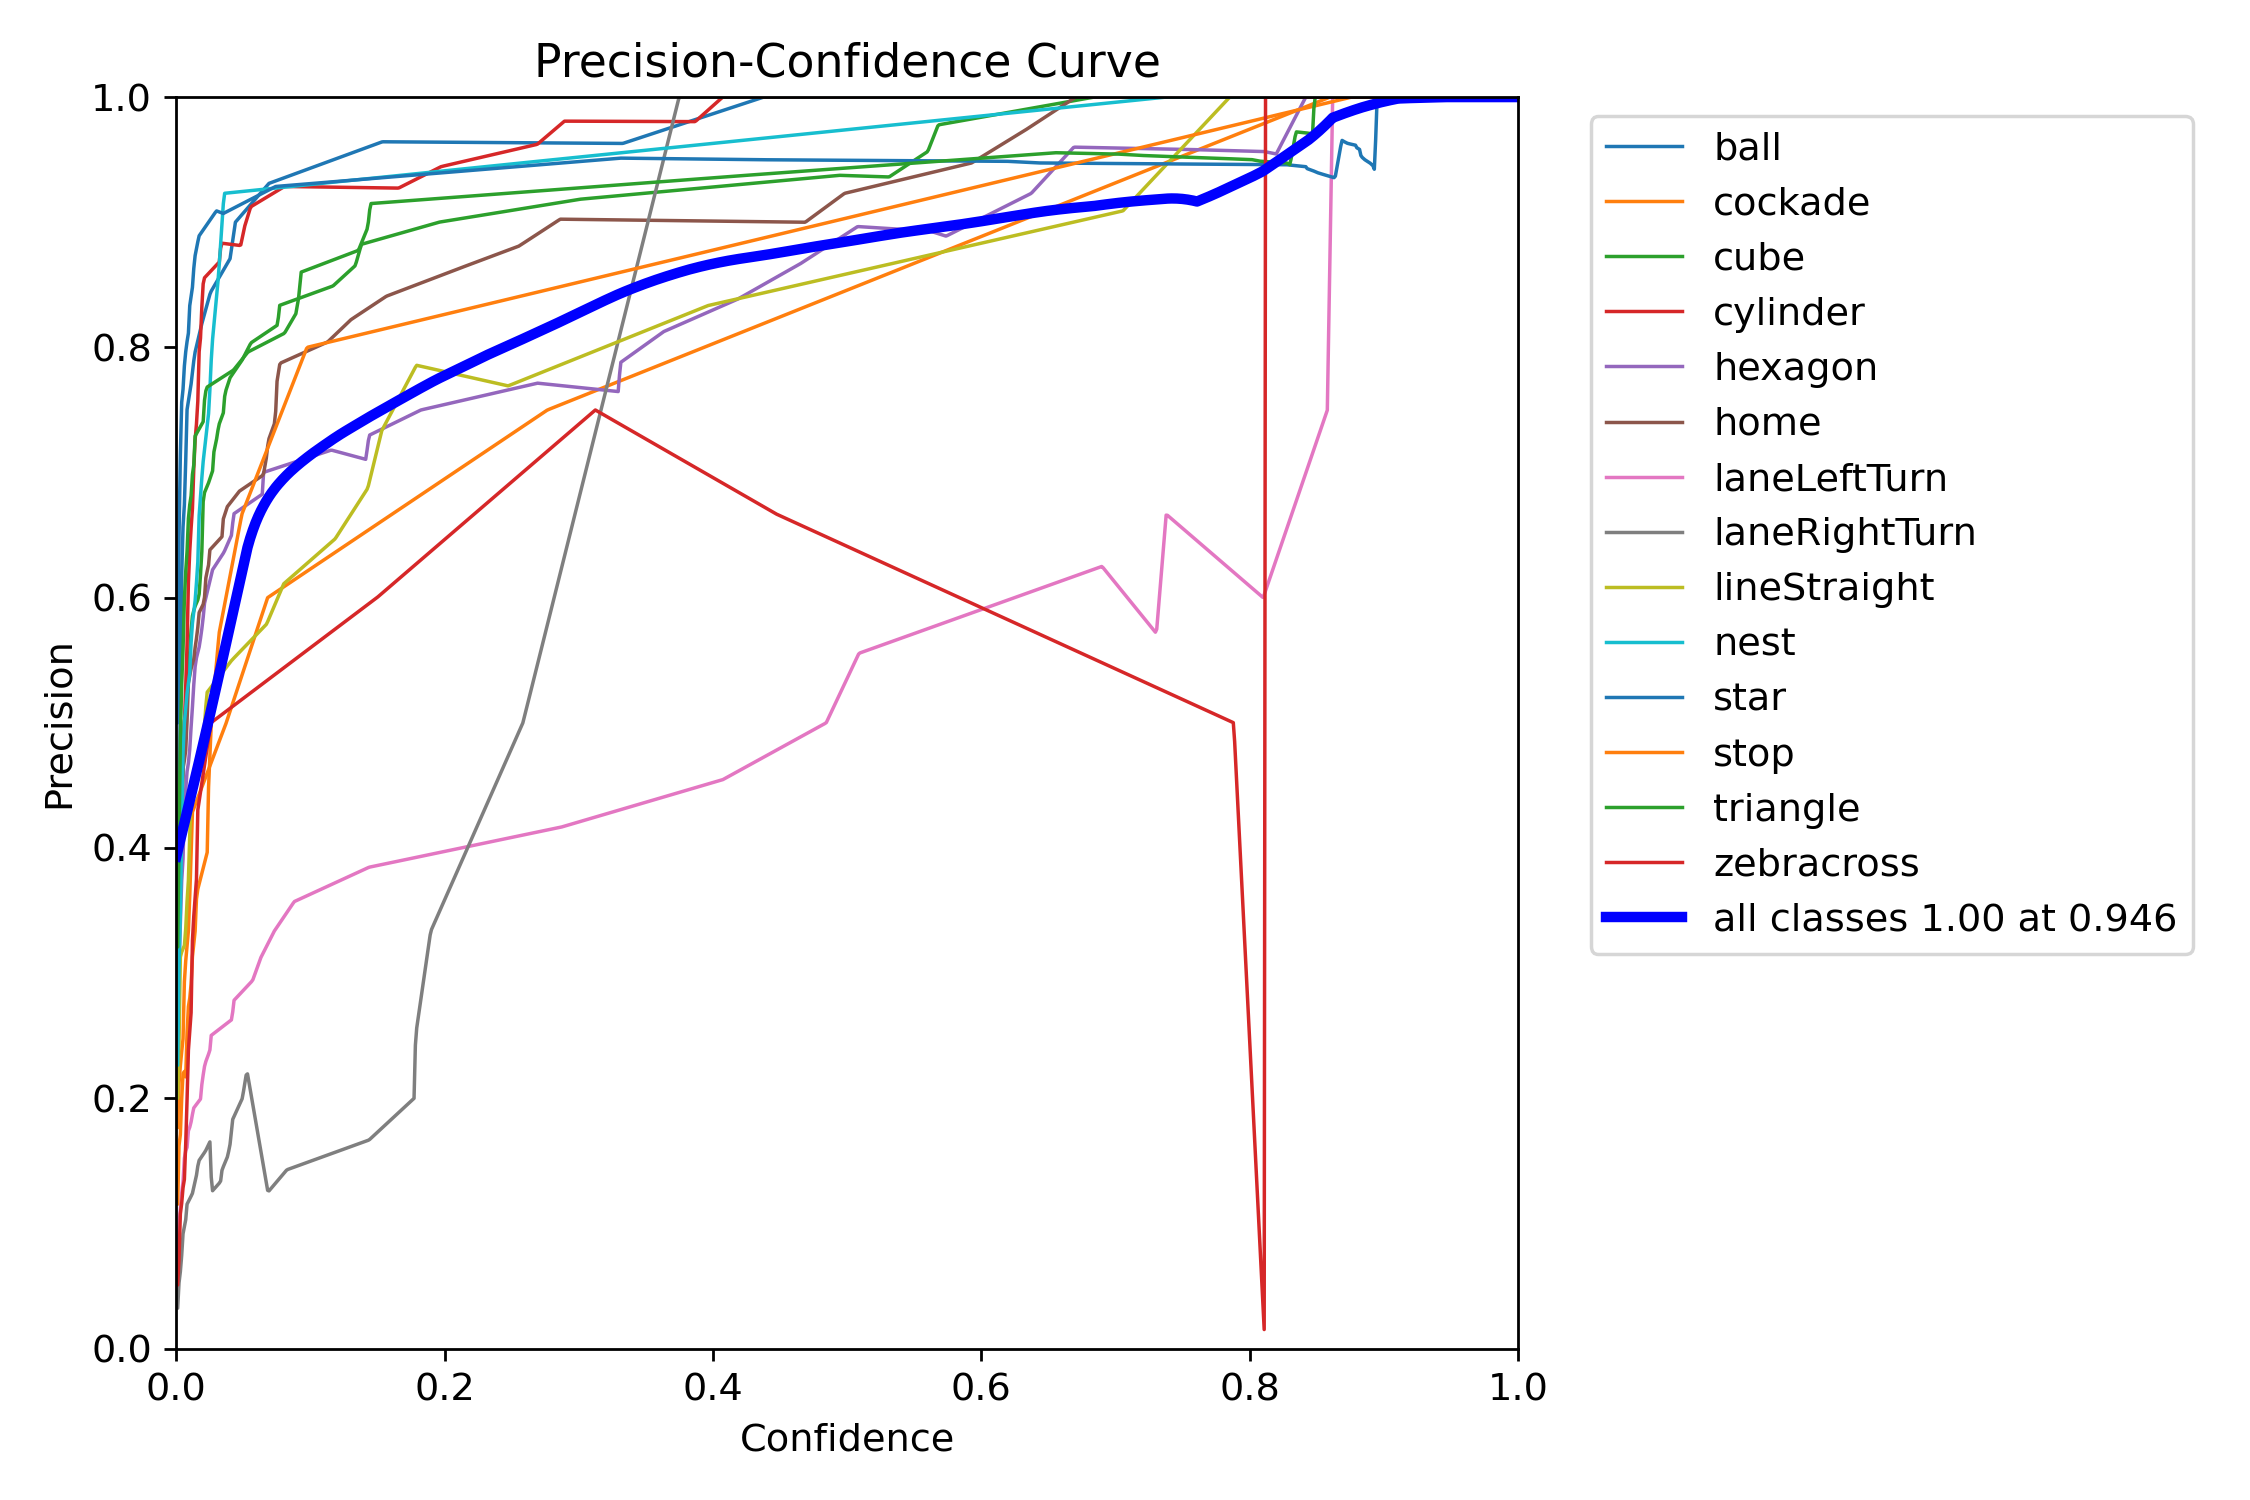 Precision-Confidence Curve
1.0
0.8
0.6
0.4
0.2
0.0
Precision
0.0 0.2 0.4 0.6 0.8 1.0
Confidence
ball
cockade
cube
cylinder
hexagon
home
laneLeftTurn
laneRightTurn
lineStraight
nest
star
stop
triangle
zebracross
all classes 1.00 at 0.946